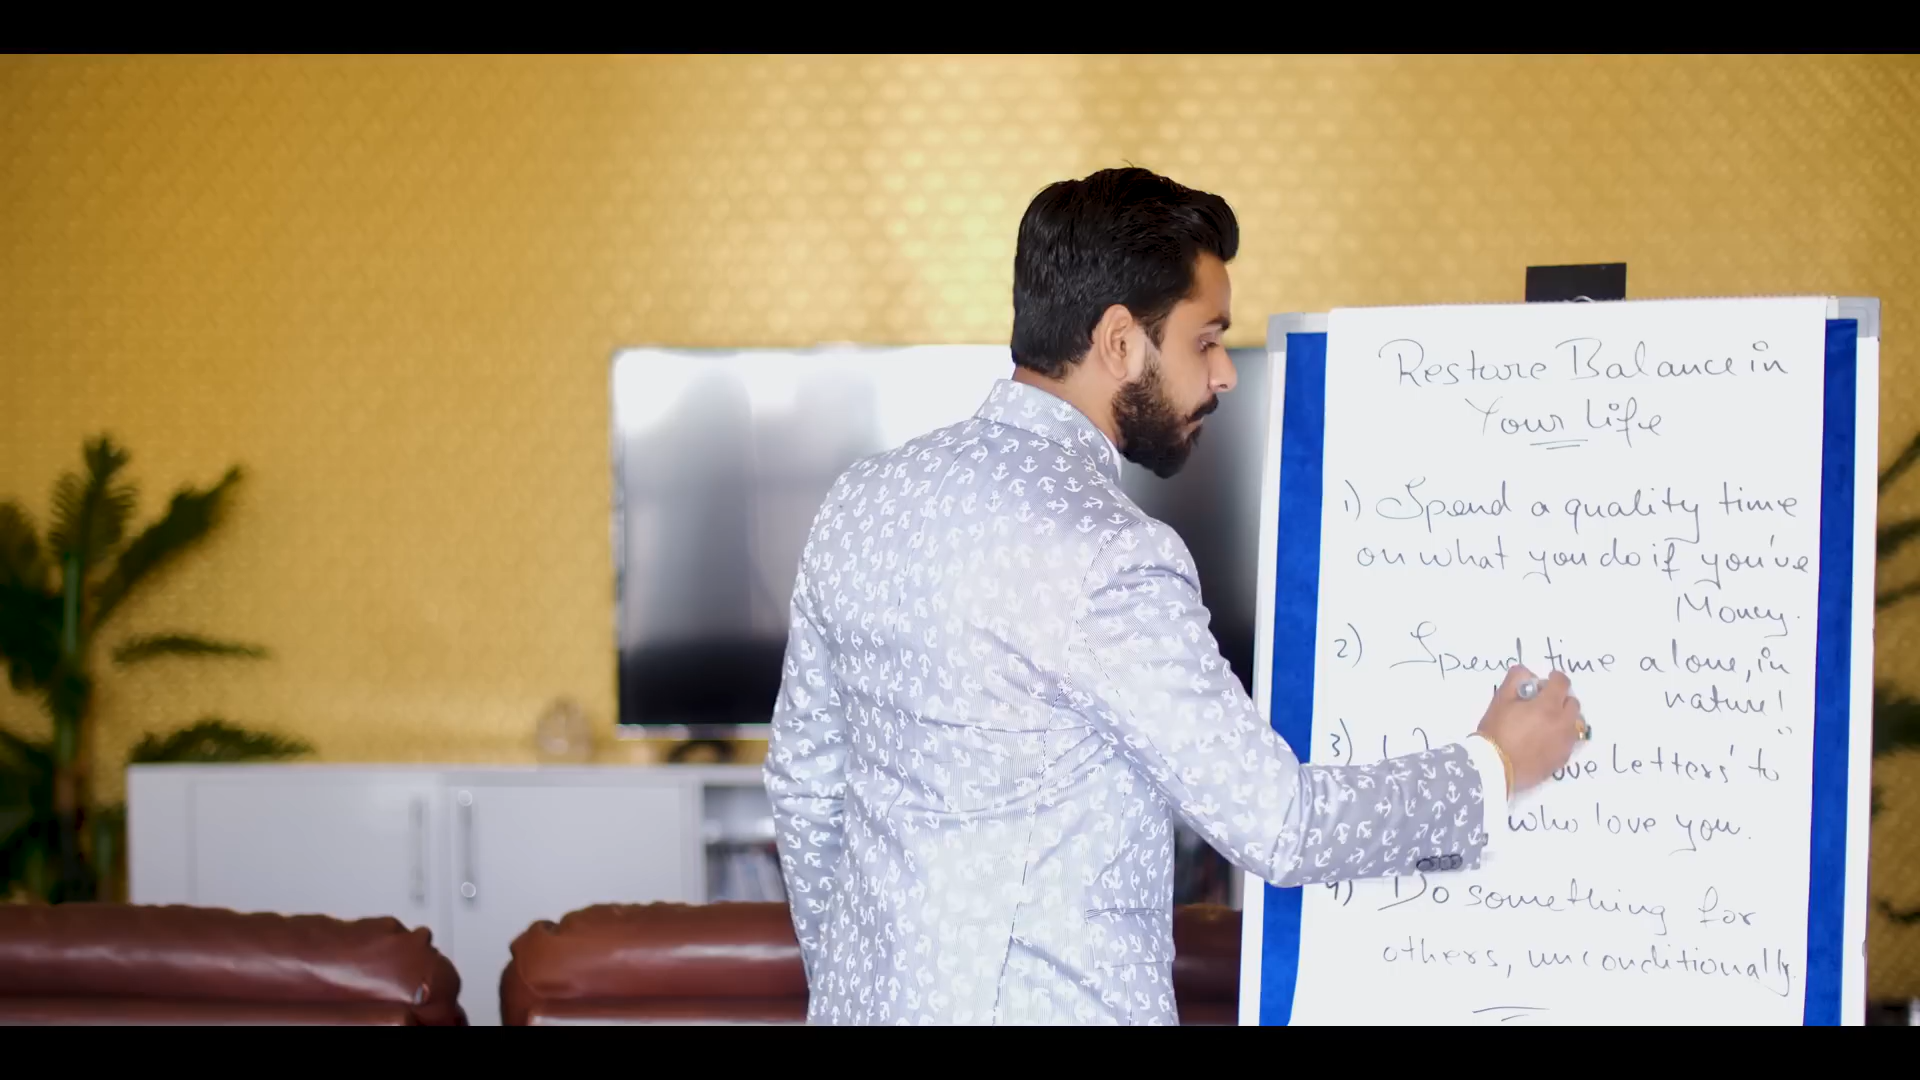 Restore Balance in
Your Life
1) Spend a quality time
on what you do if you've
Money.
2) Spend time alone, in
nature!
3) Love Letters' to
who love you.
4) Do something for
others, unconditionally.